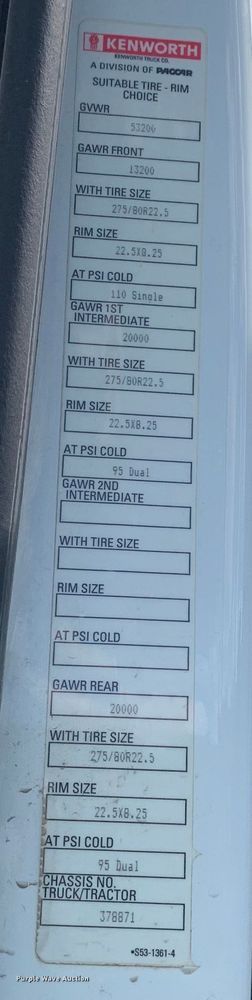 KENWORTH
KENWORTH TRUCK CO.
A DIVISION OF PACCAR
SUITABLE TIRE - RIM
CHOICE
GVWR
53200
GAWR FRONT
13200
WITH TIRE SIZE
275/80R22.5
RIM SIZE
22.5X8.25
AT PSI COLD
110 Single
GAWR 1ST
INTERMEDIATE
20000
WITH TIRE SIZE
275/80R22.5
RIM SIZE
22.5X8.25
AT PSI COLD
95 Dual
GAWR 2ND
INTERMEDIATE
WITH TIRE SIZE
RIM SIZE
AT PSI COLD
GAWR REAR
20000
WITH TIRE SIZE
275/80R22.5
RIM SIZE
22.5X8.25
AT PSI COLD
95 Dual
CHASSIS NO.
TRUCK/TRACTOR
378871
•S53-1361-4
Purple Wave Auction